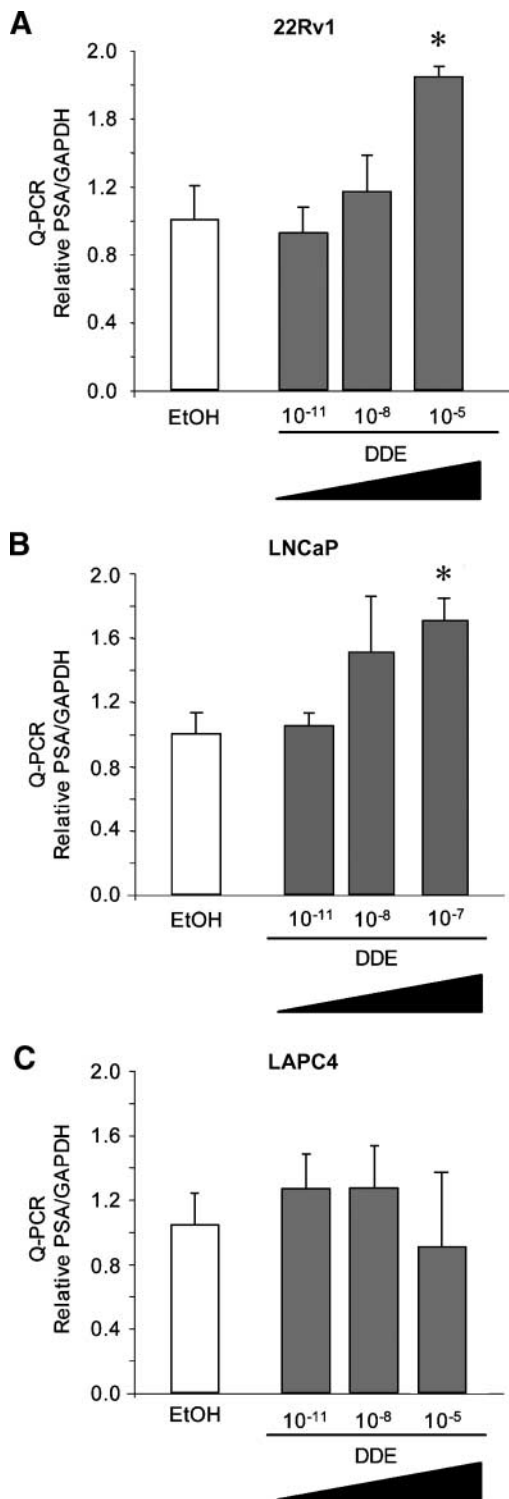 A
22Rv1
Q-PCR
Relative PSA/GAPDH
2.0
1.8
1.2
0.8
0.4
0.0
*
EtOH
10⁻¹¹ 10⁻⁸ 10⁻⁵
DDE
B
LNCaP
Q-PCR
Relative PSA/GAPDH
2.0
1.6
1.2
0.8
0.4
0.0
*
EtOH
10⁻¹¹ 10⁻⁸ 10⁻⁷
DDE
C
LAPC4
Q-PCR
Relative PSA/GAPDH
2.0
1.6
1.2
0.8
0.4
0.0
EtOH
10⁻¹¹ 10⁻⁸ 10⁻⁵
DDE